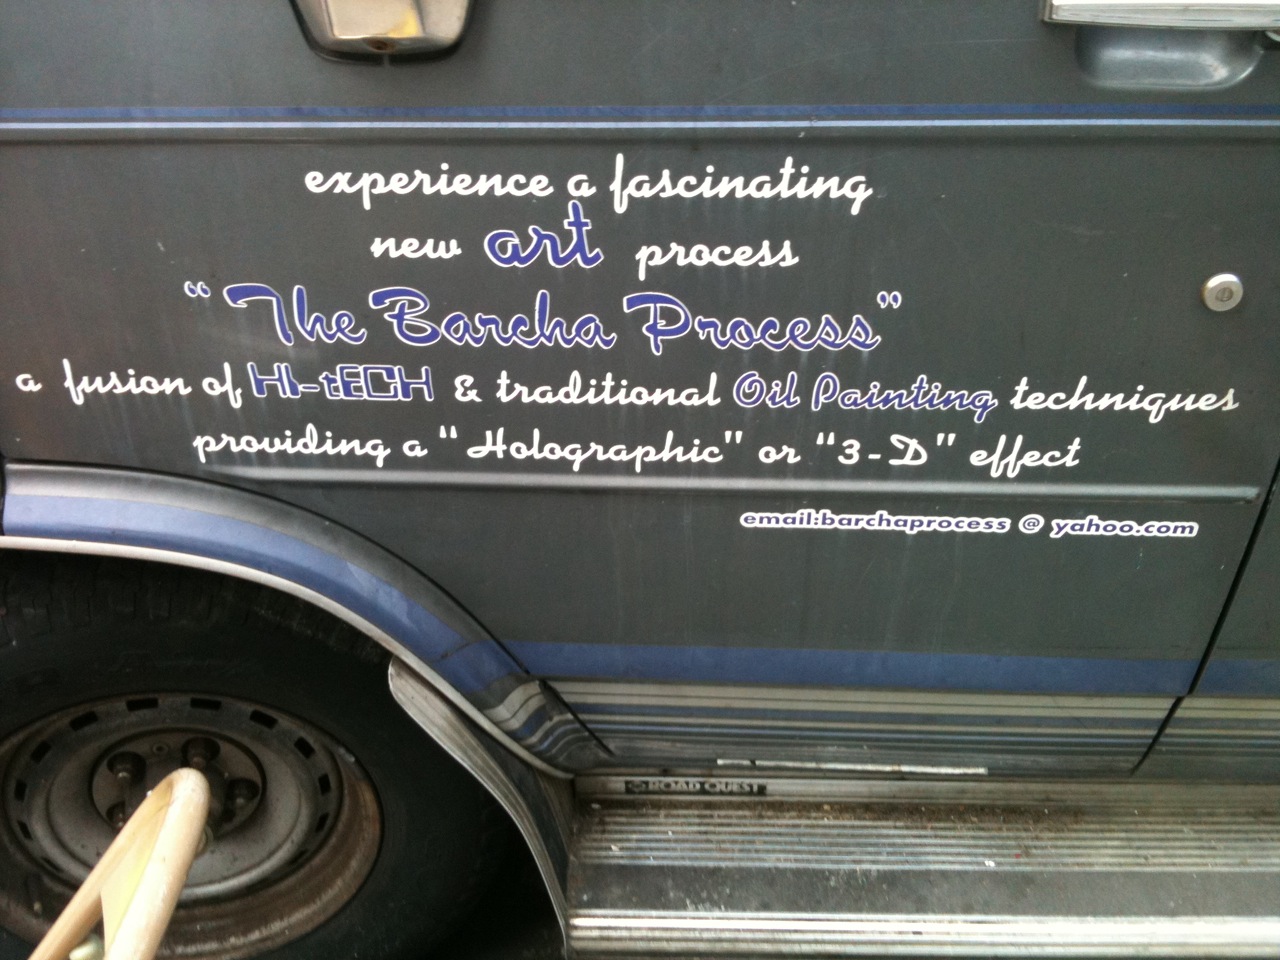 experience a fascinating
new art process
“The Barcha Process”
a fusion of HI-tECH & traditional Oil Painting techniques
providing a “Holographic” or “3-D” effect
email:barchaprocess @ yahoo.com
ROAD QUEST